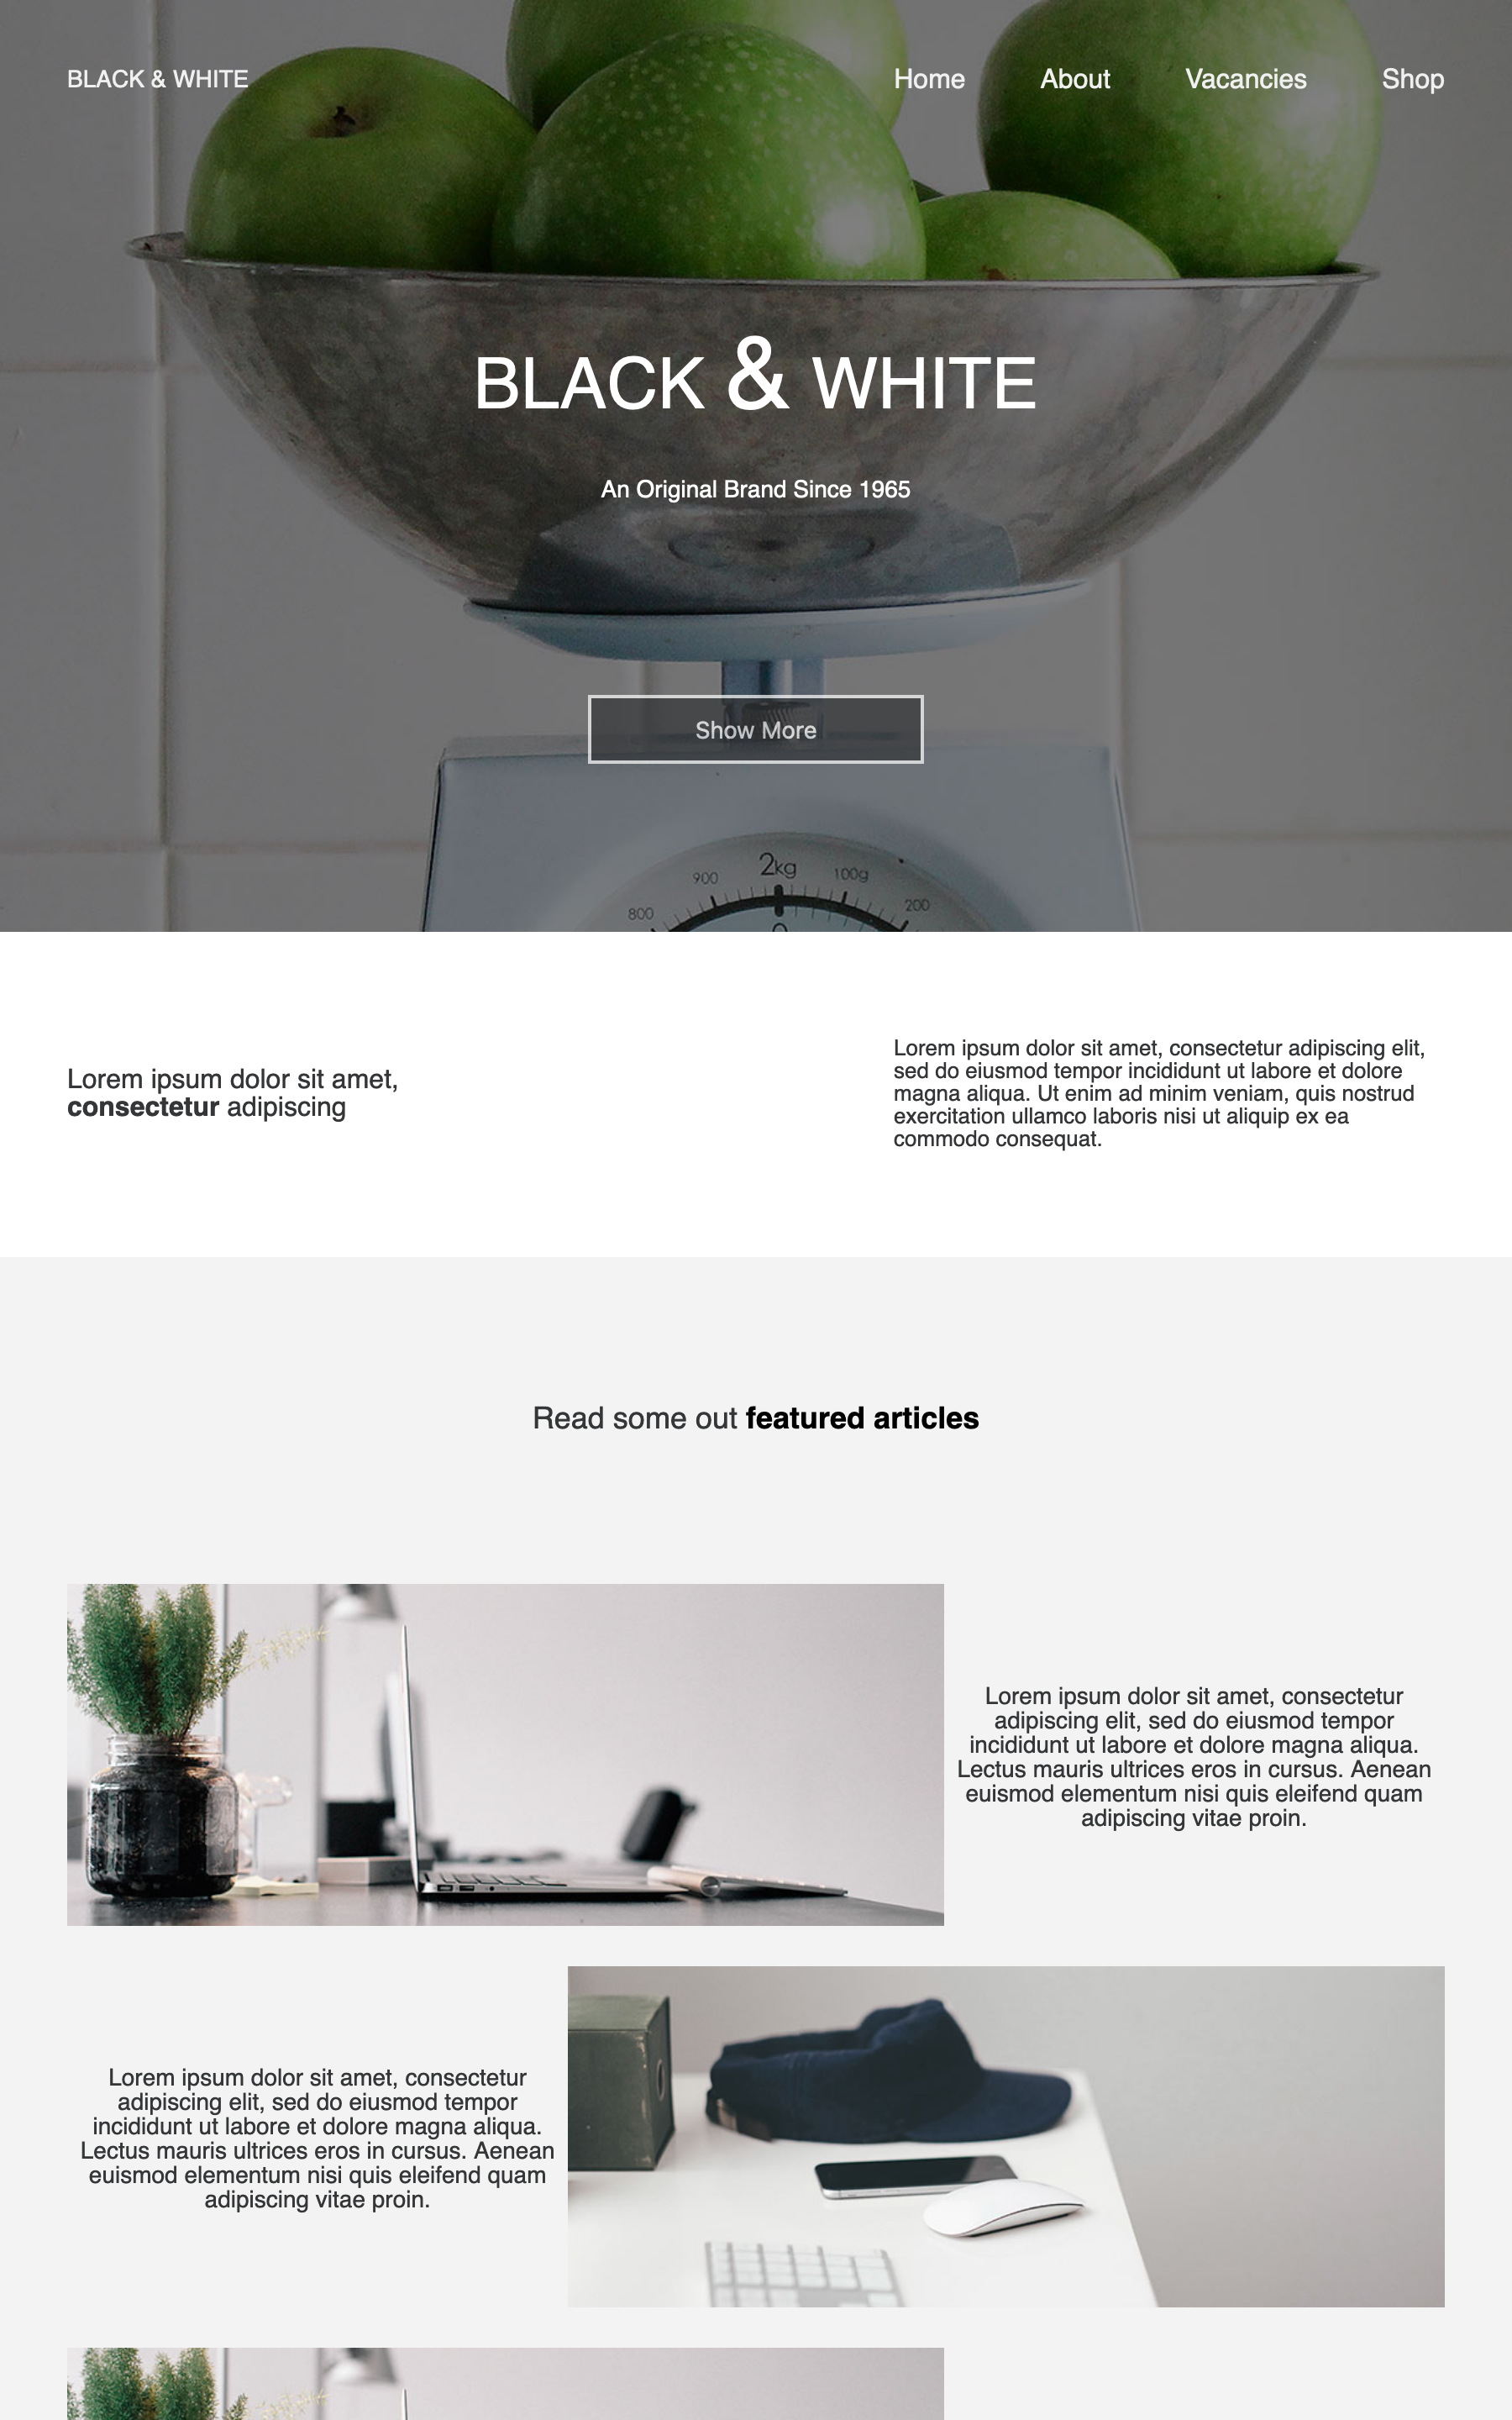 BLACK & WHITE
Home About Vacancies Shop
BLACK & WHITE
An Original Brand Since 1965
Show More
2kg
900
100g
800
200
Lorem ipsum dolor sit amet,
consectetur adipiscing
Lorem ipsum dolor sit amet, consectetur adipiscing elit,
sed do eiusmod tempor incididunt ut labore et dolore
magna aliqua. Ut enim ad minim veniam, quis nostrud
exercitation ullamco laboris nisi ut aliquip ex ea
commodo consequat.
Read some out featured articles
Lorem ipsum dolor sit amet, consectetur
adipiscing elit, sed do eiusmod tempor
incididunt ut labore et dolore magna aliqua.
Lectus mauris ultrices eros in cursus. Aenean
euismod elementum nisi quis eleifend quam
adipiscing vitae proin.
Lorem ipsum dolor sit amet, consectetur
adipiscing elit, sed do eiusmod tempor
incididunt ut labore et dolore magna aliqua.
Lectus mauris ultrices eros in cursus. Aenean
euismod elementum nisi quis eleifend quam
adipiscing vitae proin.